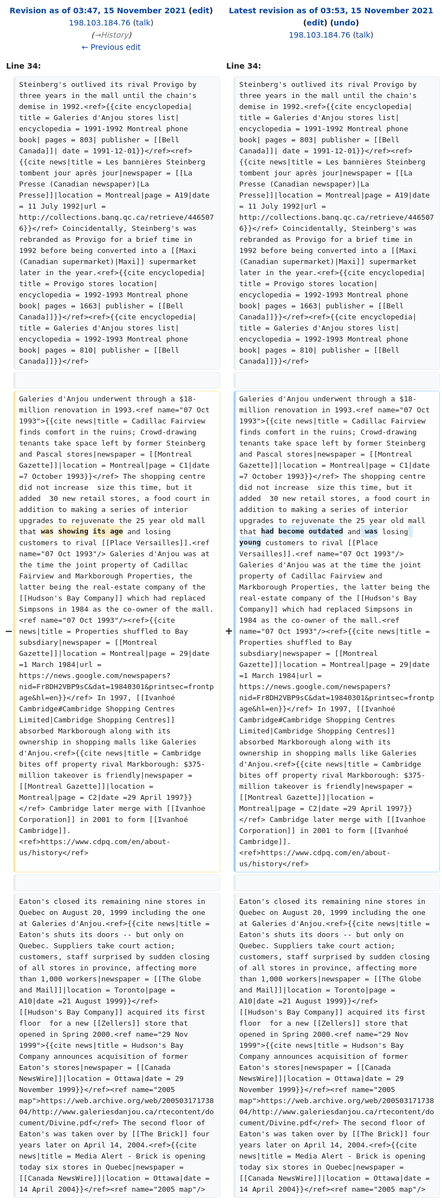 Revision as of 03:47, 15 November 2021 (edit)
198.103.184.76 (talk)
(→History)
← Previous edit
Line 34:
Steinberg's outlived its rival Provigo by
three years in the mall until the chain's
demise in 1992.<ref>{{cite encyclopedia|
title = Galeries d'Anjou stores list|
encyclopedia = 1991-1992 Montreal phone
book| pages = 803| publisher = [[Bell
Canada]]| date = 1991-12-01}}</ref><ref>
{{cite news|title = Les bannières Steinberg
tombent jour après jour|newspaper = [[La
Presse (Canadian newspaper)|La
Presse]]|location = Montreal|page = A19|date
= 11 July 1992|url =
http://collections.banq.qc.ca/retrieve/446507
6}}</ref> Coincidentally, Steinberg's was
rebranded as Provigo for a brief time in
1992 before being converted into a [[Maxi
(Canadian supermarket)|Maxi]] supermarket
later in the year.<ref>{{cite encyclopedia|
title = Provigo stores location|
encyclopedia = 1992-1993 Montreal phone
book| pages = 1663| publisher = [[Bell
Canada]]}}</ref><ref>{{cite encyclopedia|
title = Galeries d'Anjou stores list|
encyclopedia = 1992-1993 Montreal phone
book| pages = 810| publisher = [[Bell
Canada]]}}</ref>
−
Galeries d'Anjou underwent through a $18-
million renovation in 1993.<ref name="07 Oct
1993">{{cite news|title = Cadillac Fairview
finds comfort in the ruins; Crowd-drawing
tenants take space left by former Steinberg
and Pascal stores|newspaper = [[Montreal
Gazette]]|location = Montreal|page = C1|date
=7 October 1993}}</ref> The shopping centre
did not increase  size this time, but it
added  30 new retail stores, a food court in
addition to making a series of interior
upgrades to rejuvenate the 25 year old mall
that was showing its age and losing
customers to rival [[Place Versailles]].<ref
name="07 Oct 1993"/> Galeries d'Anjou was at
the time the joint property of Cadillac
Fairview and Markborough Properties, the
latter being the real-estate company of the
[[Hudson's Bay Company]] which had replaced
Simpsons in 1984 as the co-owner of the mall.
<ref name="07 Oct 1993"/><ref>{{cite
news|title = Properties shuffled to Bay
subsdiary|newspaper = [[Montreal
Gazette]]|location = Montreal|page = 29|date
=1 March 1984|url =
https://news.google.com/newspapers?
nid=Fr8DH2VBP9sC&dat=19840301&printsec=frontp
age&hl=en}}</ref> In 1997, [[Ivanhoé
Cambridge#Cambridge Shopping Centres
Limited|Cambridge Shopping Centres]]
absorbed Markborough along with its
ownership in shopping malls like Galeries
d'Anjou.<ref>{{cite news|title = Cambridge
bites off property rival Markborough: $375-
million takeover is friendly|newspaper =
[[Montreal Gazette]]|location =
Montreal|page = C2|date =29 April 1997}}
</ref> Cambridge later merge with [[Ivanhoe
Corporation]] in 2001 to form [[Ivanhoé
Cambridge]].
<ref>https://www.cdpq.com/en/about-
us/history</ref>
Eaton's closed its remaining nine stores in
Quebec on August 20, 1999 including the one
at Galeries d'Anjou.<ref>{{cite news|title =
Eaton's shuts its doors -- but only on
Quebec. Suppliers take court action;
customers, staff surprised by sudden closing
of all stores in province, affecting more
than 1,000 workers|newspaper = [[The Globe
and Mail]]|location = Toronto|page =
A10|date =21 August 1999}}</ref>
[[Hudson's Bay Company]] acquired its first
floor  for a new [[Zellers]] store that
opened in Spring 2000.<ref name="29 Nov
1999">{{cite news|title = Hudson's Bay
Company announces acquisition of former
Eaton's stores|newspaper = [[Canada
NewsWire]]|location = Ottawa|date = 29
November 1999}}</ref><ref name="2005
map">https://web.archive.org/web/200503171738
04/http://www.galeriesdanjou.ca/rtecontent/do
cument/Divine.pdf</ref> The second floor of
Eaton's was taken over by [[The Brick]] four
years later on April 14, 2004.<ref>{{cite
news|title = Media Alert - Brick is opening
today six stores in Quebec|newspaper =
[[Canada NewsWire]]|location = Ottawa|date =
14 April 2004}}</ref><ref name="2005 map"/>
Latest revision as of 03:53, 15 November 2021
(edit) (undo)
198.103.184.76 (talk)
Line 34:
Steinberg's outlived its rival Provigo by
three years in the mall until the chain's
demise in 1992.<ref>{{cite encyclopedia|
title = Galeries d'Anjou stores list|
encyclopedia = 1991-1992 Montreal phone
book| pages = 803| publisher = [[Bell
Canada]]| date = 1991-12-01}}</ref><ref>
{{cite news|title = Les bannières Steinberg
tombent jour après jour|newspaper = [[La
Presse (Canadian newspaper)|La
Presse]]|location = Montreal|page = A19|date
= 11 July 1992|url =
http://collections.banq.qc.ca/retrieve/446507
6}}</ref> Coincidentally, Steinberg's was
rebranded as Provigo for a brief time in
1992 before being converted into a [[Maxi
(Canadian supermarket)|Maxi]] supermarket
later in the year.<ref>{{cite encyclopedia|
title = Provigo stores location|
encyclopedia = 1992-1993 Montreal phone
book| pages = 1663| publisher = [[Bell
Canada]]}}</ref><ref>{{cite encyclopedia|
title = Galeries d'Anjou stores list|
encyclopedia = 1992-1993 Montreal phone
book| pages = 810| publisher = [[Bell
Canada]]}}</ref>
+
Galeries d'Anjou underwent through a $18-
million renovation in 1993.<ref name="07 Oct
1993">{{cite news|title = Cadillac Fairview
finds comfort in the ruins; Crowd-drawing
tenants take space left by former Steinberg
and Pascal stores|newspaper = [[Montreal
Gazette]]|location = Montreal|page = C1|date
=7 October 1993}}</ref> The shopping centre
did not increase  size this time, but it
added  30 new retail stores, a food court in
addition to making a series of interior
upgrades to rejuvenate the 25 year old mall
that had become outdated and was losing
young customers to rival [[Place
Versailles]].<ref name="07 Oct 1993"/>
Galeries d'Anjou was at the time the joint
property of Cadillac Fairview and
Markborough Properties, the latter being the
real-estate company of the [[Hudson's Bay
Company]] which had replaced Simpsons in
1984 as the co-owner of the mall.<ref
name="07 Oct 1993"/><ref>{{cite news|title =
Properties shuffled to Bay
subsdiary|newspaper = [[Montreal
Gazette]]|location = Montreal|page = 29|date
=1 March 1984|url =
https://news.google.com/newspapers?
nid=Fr8DH2VBP9sC&dat=19840301&printsec=frontp
age&hl=en}}</ref> In 1997, [[Ivanhoé
Cambridge#Cambridge Shopping Centres
Limited|Cambridge Shopping Centres]]
absorbed Markborough along with its
ownership in shopping malls like Galeries
d'Anjou.<ref>{{cite news|title = Cambridge
bites off property rival Markborough: $375-
million takeover is friendly|newspaper =
[[Montreal Gazette]]|location =
Montreal|page = C2|date =29 April 1997}}
</ref> Cambridge later merge with [[Ivanhoe
Corporation]] in 2001 to form [[Ivanhoé
Cambridge]].
<ref>https://www.cdpq.com/en/about-
us/history</ref>
Eaton's closed its remaining nine stores in
Quebec on August 20, 1999 including the one
at Galeries d'Anjou.<ref>{{cite news|title =
Eaton's shuts its doors -- but only on
Quebec. Suppliers take court action;
customers, staff surprised by sudden closing
of all stores in province, affecting more
than 1,000 workers|newspaper = [[The Globe
and Mail]]|location = Toronto|page =
A10|date =21 August 1999}}</ref>
[[Hudson's Bay Company]] acquired its first
floor  for a new [[Zellers]] store that
opened in Spring 2000.<ref name="29 Nov
1999">{{cite news|title = Hudson's Bay
Company announces acquisition of former
Eaton's stores|newspaper = [[Canada
NewsWire]]|location = Ottawa|date = 29
November 1999}}</ref><ref name="2005
map">https://web.archive.org/web/200503171738
04/http://www.galeriesdanjou.ca/rtecontent/do
cument/Divine.pdf</ref> The second floor of
Eaton's was taken over by [[The Brick]] four
years later on April 14, 2004.<ref>{{cite
news|title = Media Alert - Brick is opening
today six stores in Quebec|newspaper =
[[Canada NewsWire]]|location = Ottawa|date =
14 April 2004}}</ref><ref name="2005 map"/>